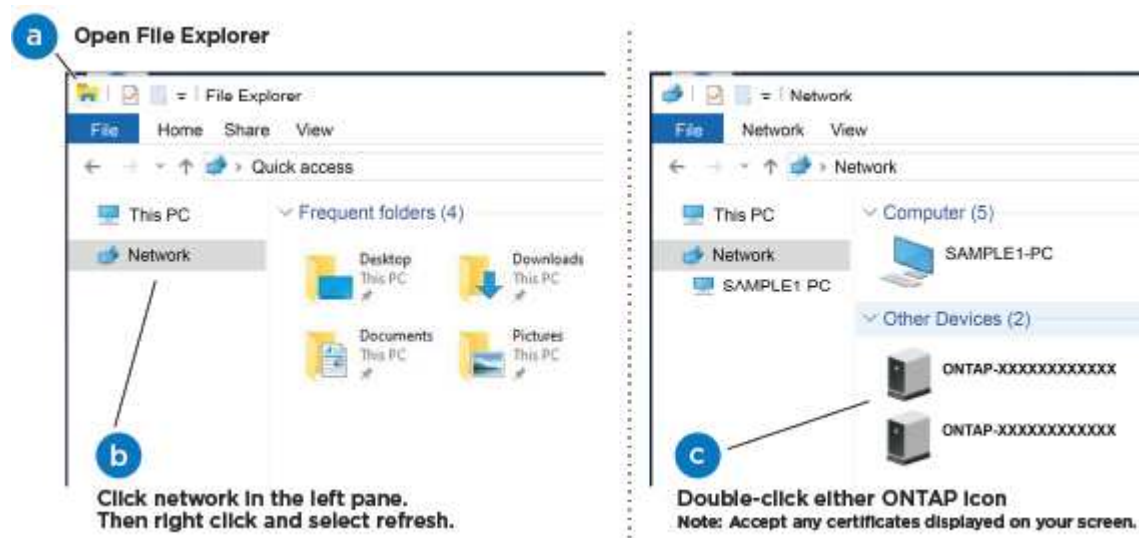 a Open File Explorer
File Explorer
File Home Share View
Quick access
This PC
Network
Frequent folders (4)
Desktop
This PC
Downloads
This PC
Documents
This PC
Pictures
This PC
b
Click network in the left pane.
Then right click and select refresh.
Network
File Network View
Network
This PC
Network
SAMPLE1 PC
Computer (5)
SAMPLE1-PC
Other Devices (2)
ONTAP-XXXXXXXXXXXX
ONTAP-XXXXXXXXXXXX
c
Double-click either ONTAP icon
Note: Accept any certificates displayed on your screen.